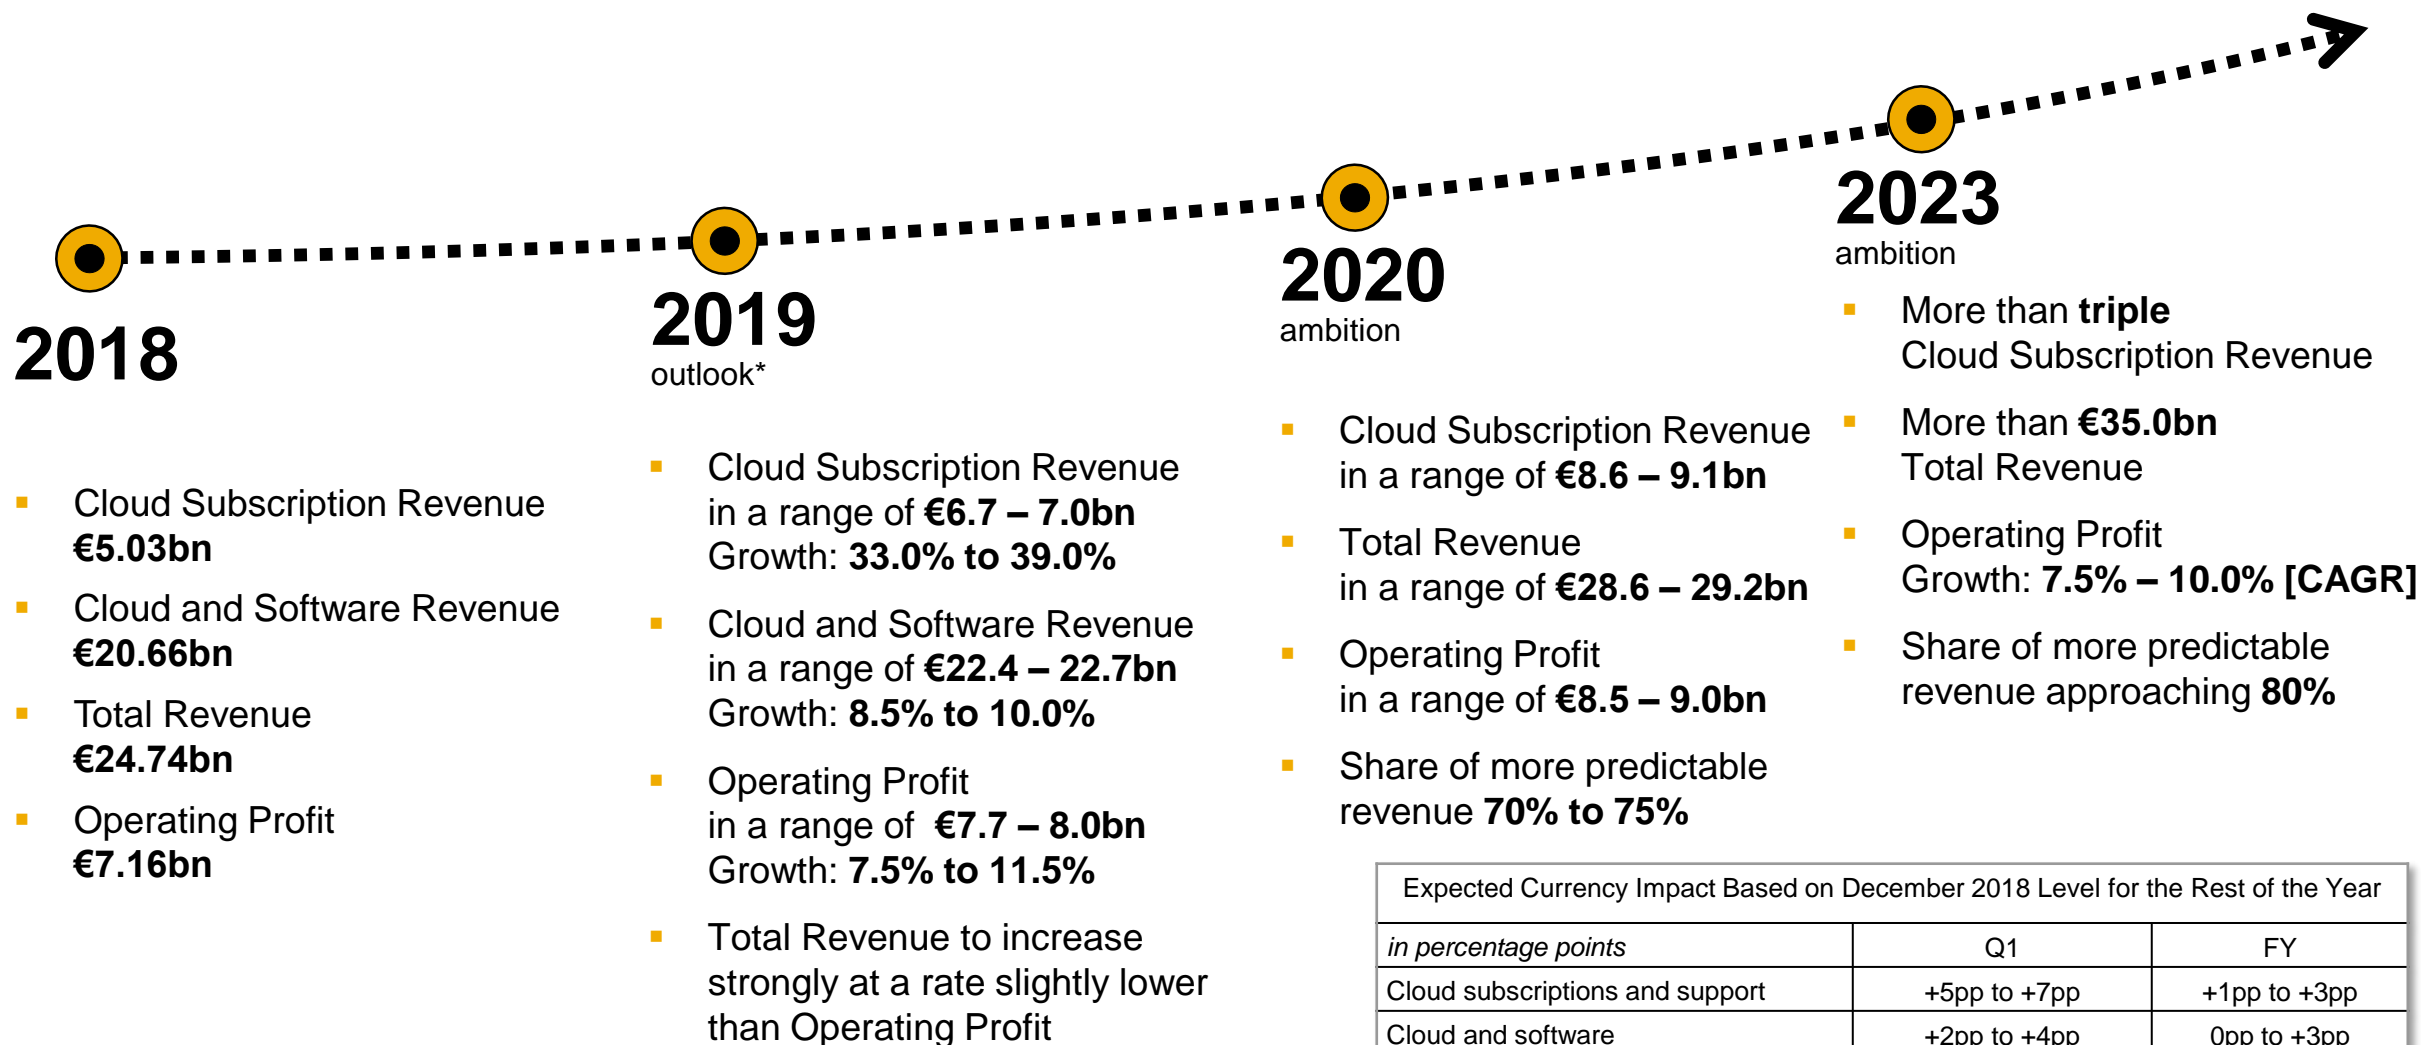 2018
Cloud Subscription Revenue
€5.03bn
Cloud and Software Revenue
€20.66bn
Total Revenue
€24.74bn
Operating Profit
€7.16bn
2019
outlook*
Cloud Subscription Revenue
in a range of €6.7 – 7.0bn
Growth: 33.0% to 39.0%
Cloud and Software Revenue
in a range of €22.4 – 22.7bn
Growth: 8.5% to 10.0%
Operating Profit
in a range of €7.7 – 8.0bn
Growth: 7.5% to 11.5%
Total Revenue to increase
strongly at a rate slightly lower
than Operating Profit
2020
ambition
Cloud Subscription Revenue
in a range of €8.6 – 9.1bn
Total Revenue
in a range of €28.6 – 29.2bn
Operating Profit
in a range of €8.5 – 9.0bn
Share of more predictable
revenue 70% to 75%
2023
ambition
More than triple
Cloud Subscription Revenue
More than €35.0bn
Total Revenue
Operating Profit
Growth: 7.5% – 10.0% [CAGR]
Share of more predictable
revenue approaching 80%
Expected Currency Impact Based on December 2018 Level for the Rest of the Year
in percentage points Q1 FY
Cloud subscriptions and support +5pp to +7pp +1pp to +3pp
Cloud and software +2pp to +4pp 0pp to +3pp